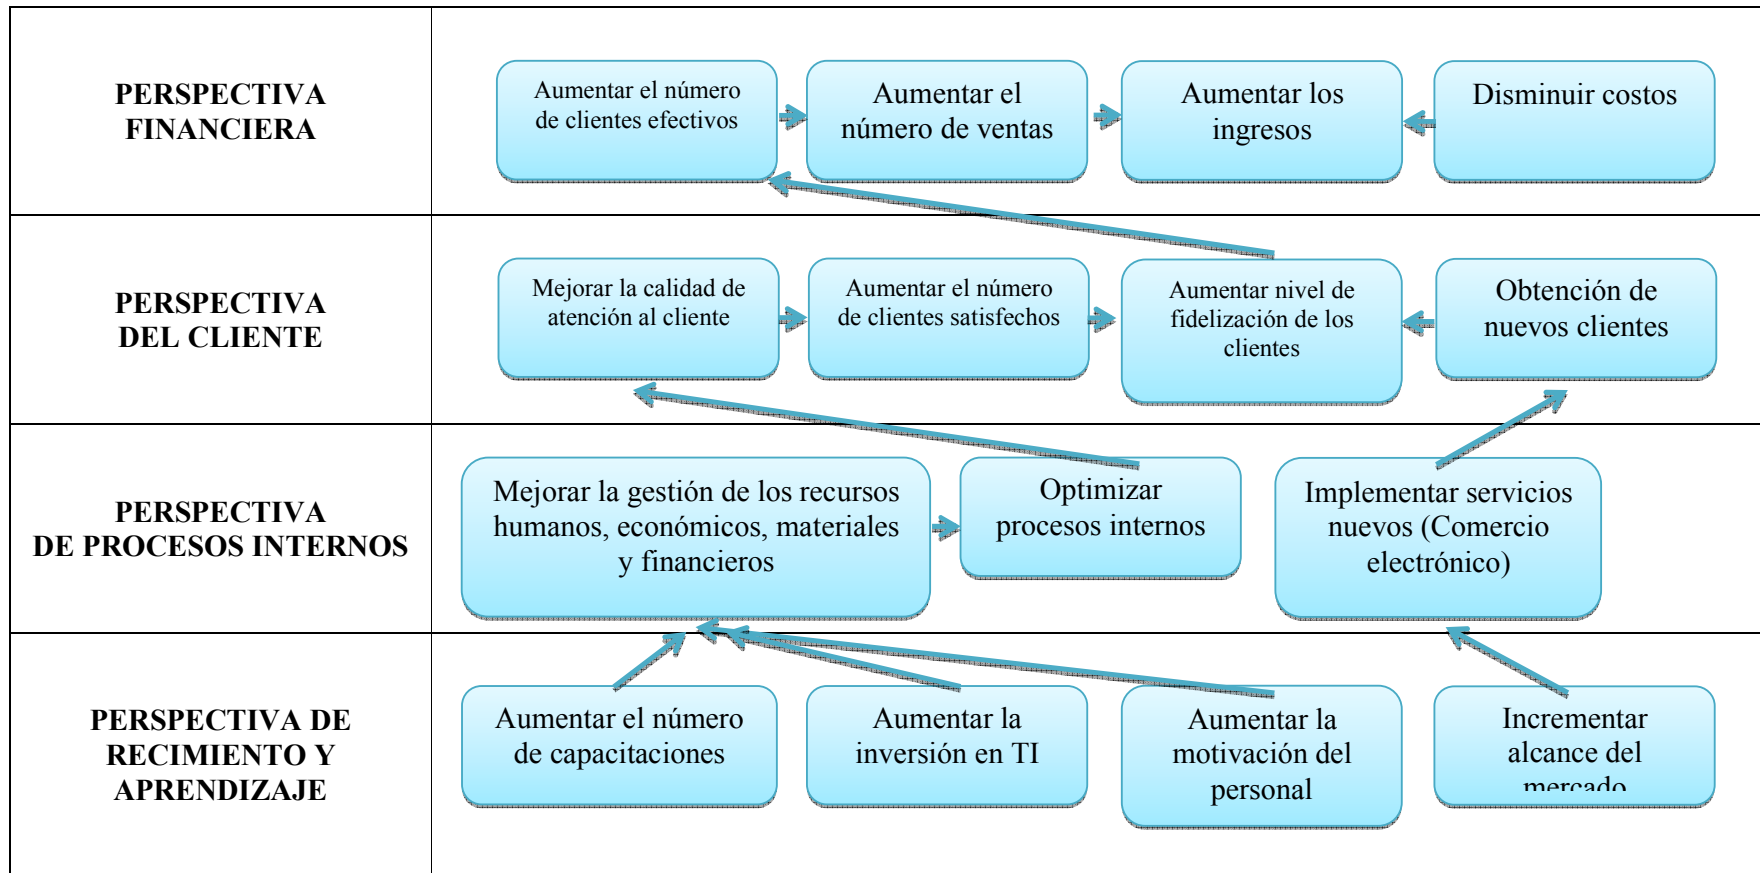 PERSPECTIVA
FINANCIERA
Aumentar el número
de clientes efectivos
Aumentar el
número de ventas
Aumentar los
ingresos
Disminuir costos
PERSPECTIVA
DEL CLIENTE
Mejorar la calidad de
atención al cliente
Aumentar el número
de clientes satisfechos
Aumentar nivel de
fidelización de los
clientes
Obtención de
nuevos clientes
PERSPECTIVA
DE PROCESOS INTERNOS
Mejorar la gestión de los recursos
humanos, económicos, materiales
y financieros
Optimizar
procesos internos
Implementar servicios
nuevos (Comercio
electrónico)
PERSPECTIVA DE
RECIMIENTO Y
APRENDIZAJE
Aumentar el número
de capacitaciones
Aumentar la
inversión en TI
Aumentar la
motivación del
personal
Incrementar
alcance del
mercado